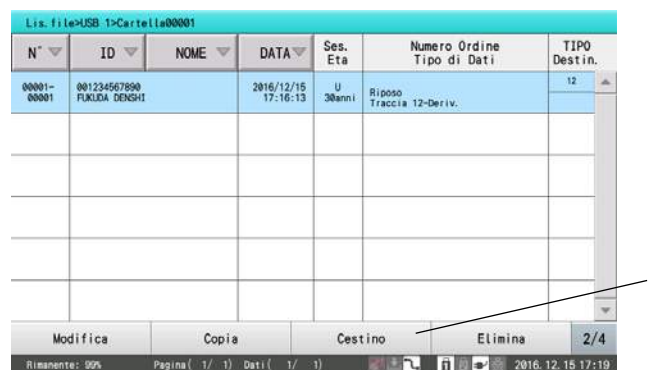 Lis.file>USB 1>Cartella00001
N° ID NOME DATA Ses. Eta Numero Ordine Tipo di Dati TIPO Destin.
00001-00001 001234567890 FUKUDA DENSHI 2016/12/15 17:16:13 U 30anni Riposo Traccia 12-Deriv. 12
Modifica Copia Cestino Elimina 2/4
Rimanente: 99% Pagina( 1/ 1) Dati( 1/ 1) 2016.12.15 17:19